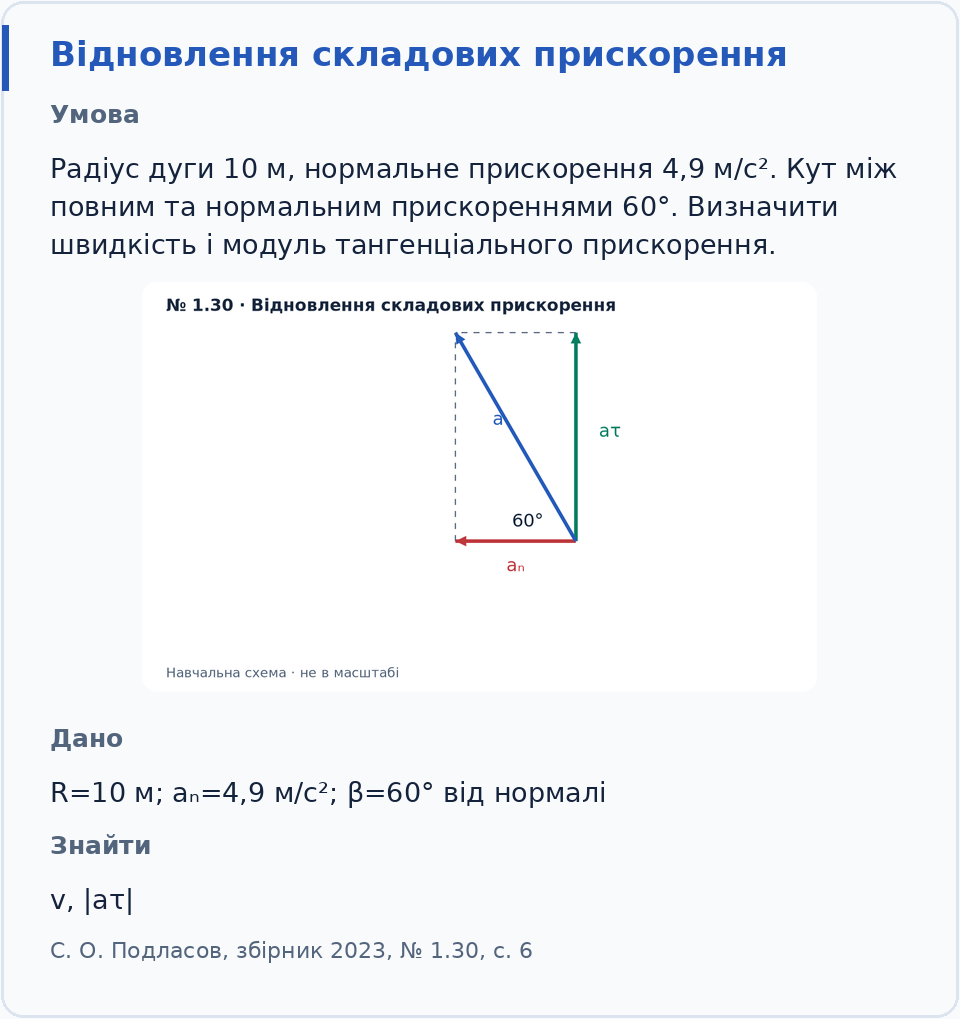 Відновлення складових прискорення
Умова
Радіус дуги 10 м, нормальне прискорення 4,9 м/с². Кут між
повним та нормальним прискореннями 60°. Визначити
швидкість і модуль тангенціального прискорення.
№ 1.30 · Відновлення складових прискорення
a
aτ
60°
aₙ
Навчальна схема · не в масштабі
Дано
R=10 м; aₙ=4,9 м/с²; β=60° від нормалі
Знайти
v, |aτ|
С. О. Подласов, збірник 2023, № 1.30, с. 6